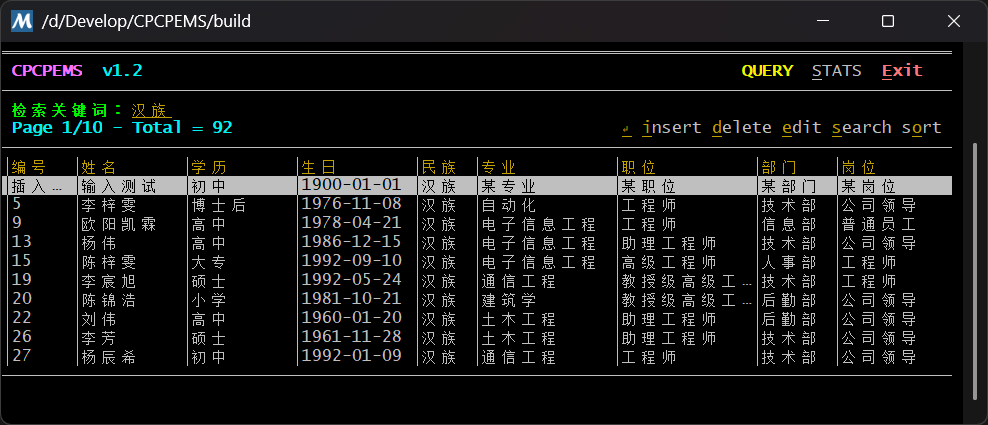 /d/Develop/CPCPEMS/build
CPCPEMS v1.2 QUERY STATS Exit
检索关键词：汉族
Page 1/10 - Total = 92 ↲ insert delete edit search sort
编号 姓名 学历 生日 民族 专业 职位 部门 岗位
插入… 输入测试 初中 1900-01-01 汉族 某专业 某职位 某部门 某岗位
5 李梓雯 博士后 1976-11-08 汉族 自动化 工程师 技术部 公司领导
9 欧阳凯霖 高中 1978-04-21 汉族 电子信息工程 工程师 信息部 普通员工
13 杨伟 高中 1986-12-15 汉族 电子信息工程 助理工程师 技术部 公司领导
15 陈梓雯 大专 1992-09-10 汉族 电子信息工程 高级工程师 人事部 工程师
19 李宸旭 硕士 1992-05-24 汉族 通信工程 教授级高级工… 技术部 工程师
20 陈锦浩 小学 1981-10-21 汉族 建筑学 教授级高级工… 后勤部 公司领导
22 刘伟 高中 1960-01-20 汉族 土木工程 助理工程师 后勤部 公司领导
26 李芳 硕士 1961-11-28 汉族 土木工程 助理工程师 技术部 公司领导
27 杨辰希 初中 1992-01-09 汉族 通信工程 工程师 技术部 公司领导